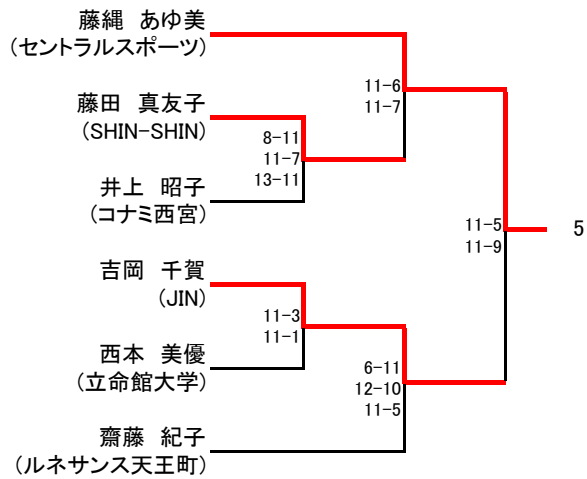 藤縄　あゆ美
(セントラルスポーツ)
11-6
11-7
藤田　真友子
(SHIN-SHIN)
8-11
11-7
13-11
井上　昭子
(コナミ西宮)
11-5
11-9
5
吉岡　千賀
(JIN)
11-3
11-1
西本　美優
(立命館大学)
6-11
12-10
11-5
齋藤　紀子
(ルネサンス天王町)